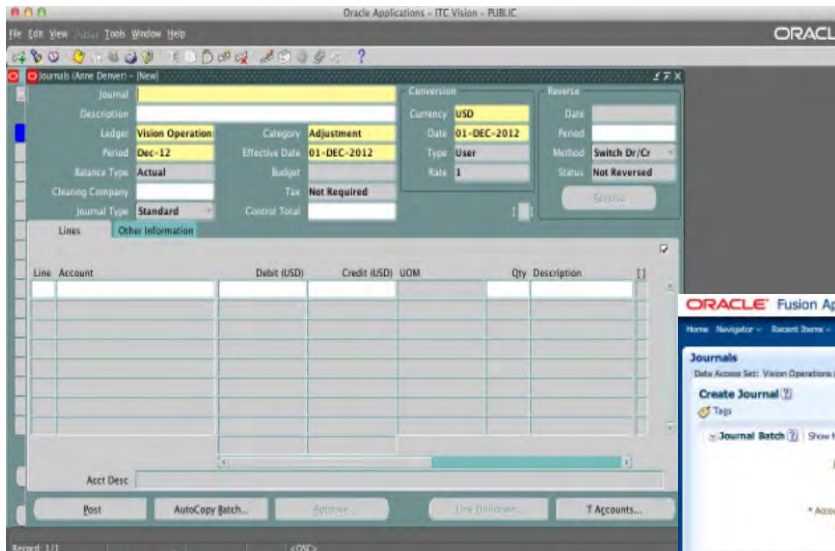 Oracle Applications - ITC Vision - PUBLIC
File Edit View Tools Window Help
ORACL
Journals (Anne Denver) - [New]
Journal
Description
Ledger Vision Operation: Category Adjustment
Period Dec-12 Effective Date 01-DEC-2012
Balance Type Actual Budget
Clearing Company Tax Not Required
Journal Type Standard Control Total
Conversion
Currency USD
Date 01-DEC-2012
Type User
Rate 1
Reverse
Date
Period
Method Switch Dr/Cr
Status Not Reversed
Reverse
[ ]
Lines Other Information
Line Account Debit (USD) Credit (USD) UOM Qty Description [ ]
Acct Desc
Post AutoCopy Batch... Approve... Line Drilldown... T Accounts...
Record: 1/1 <OSC>
ORACLE Fusion Ap
Home Navigator Recent Items
Journals
Data Access Set: Vision Operations
Create Journal
Tags
Journal Batch Show
* Accou